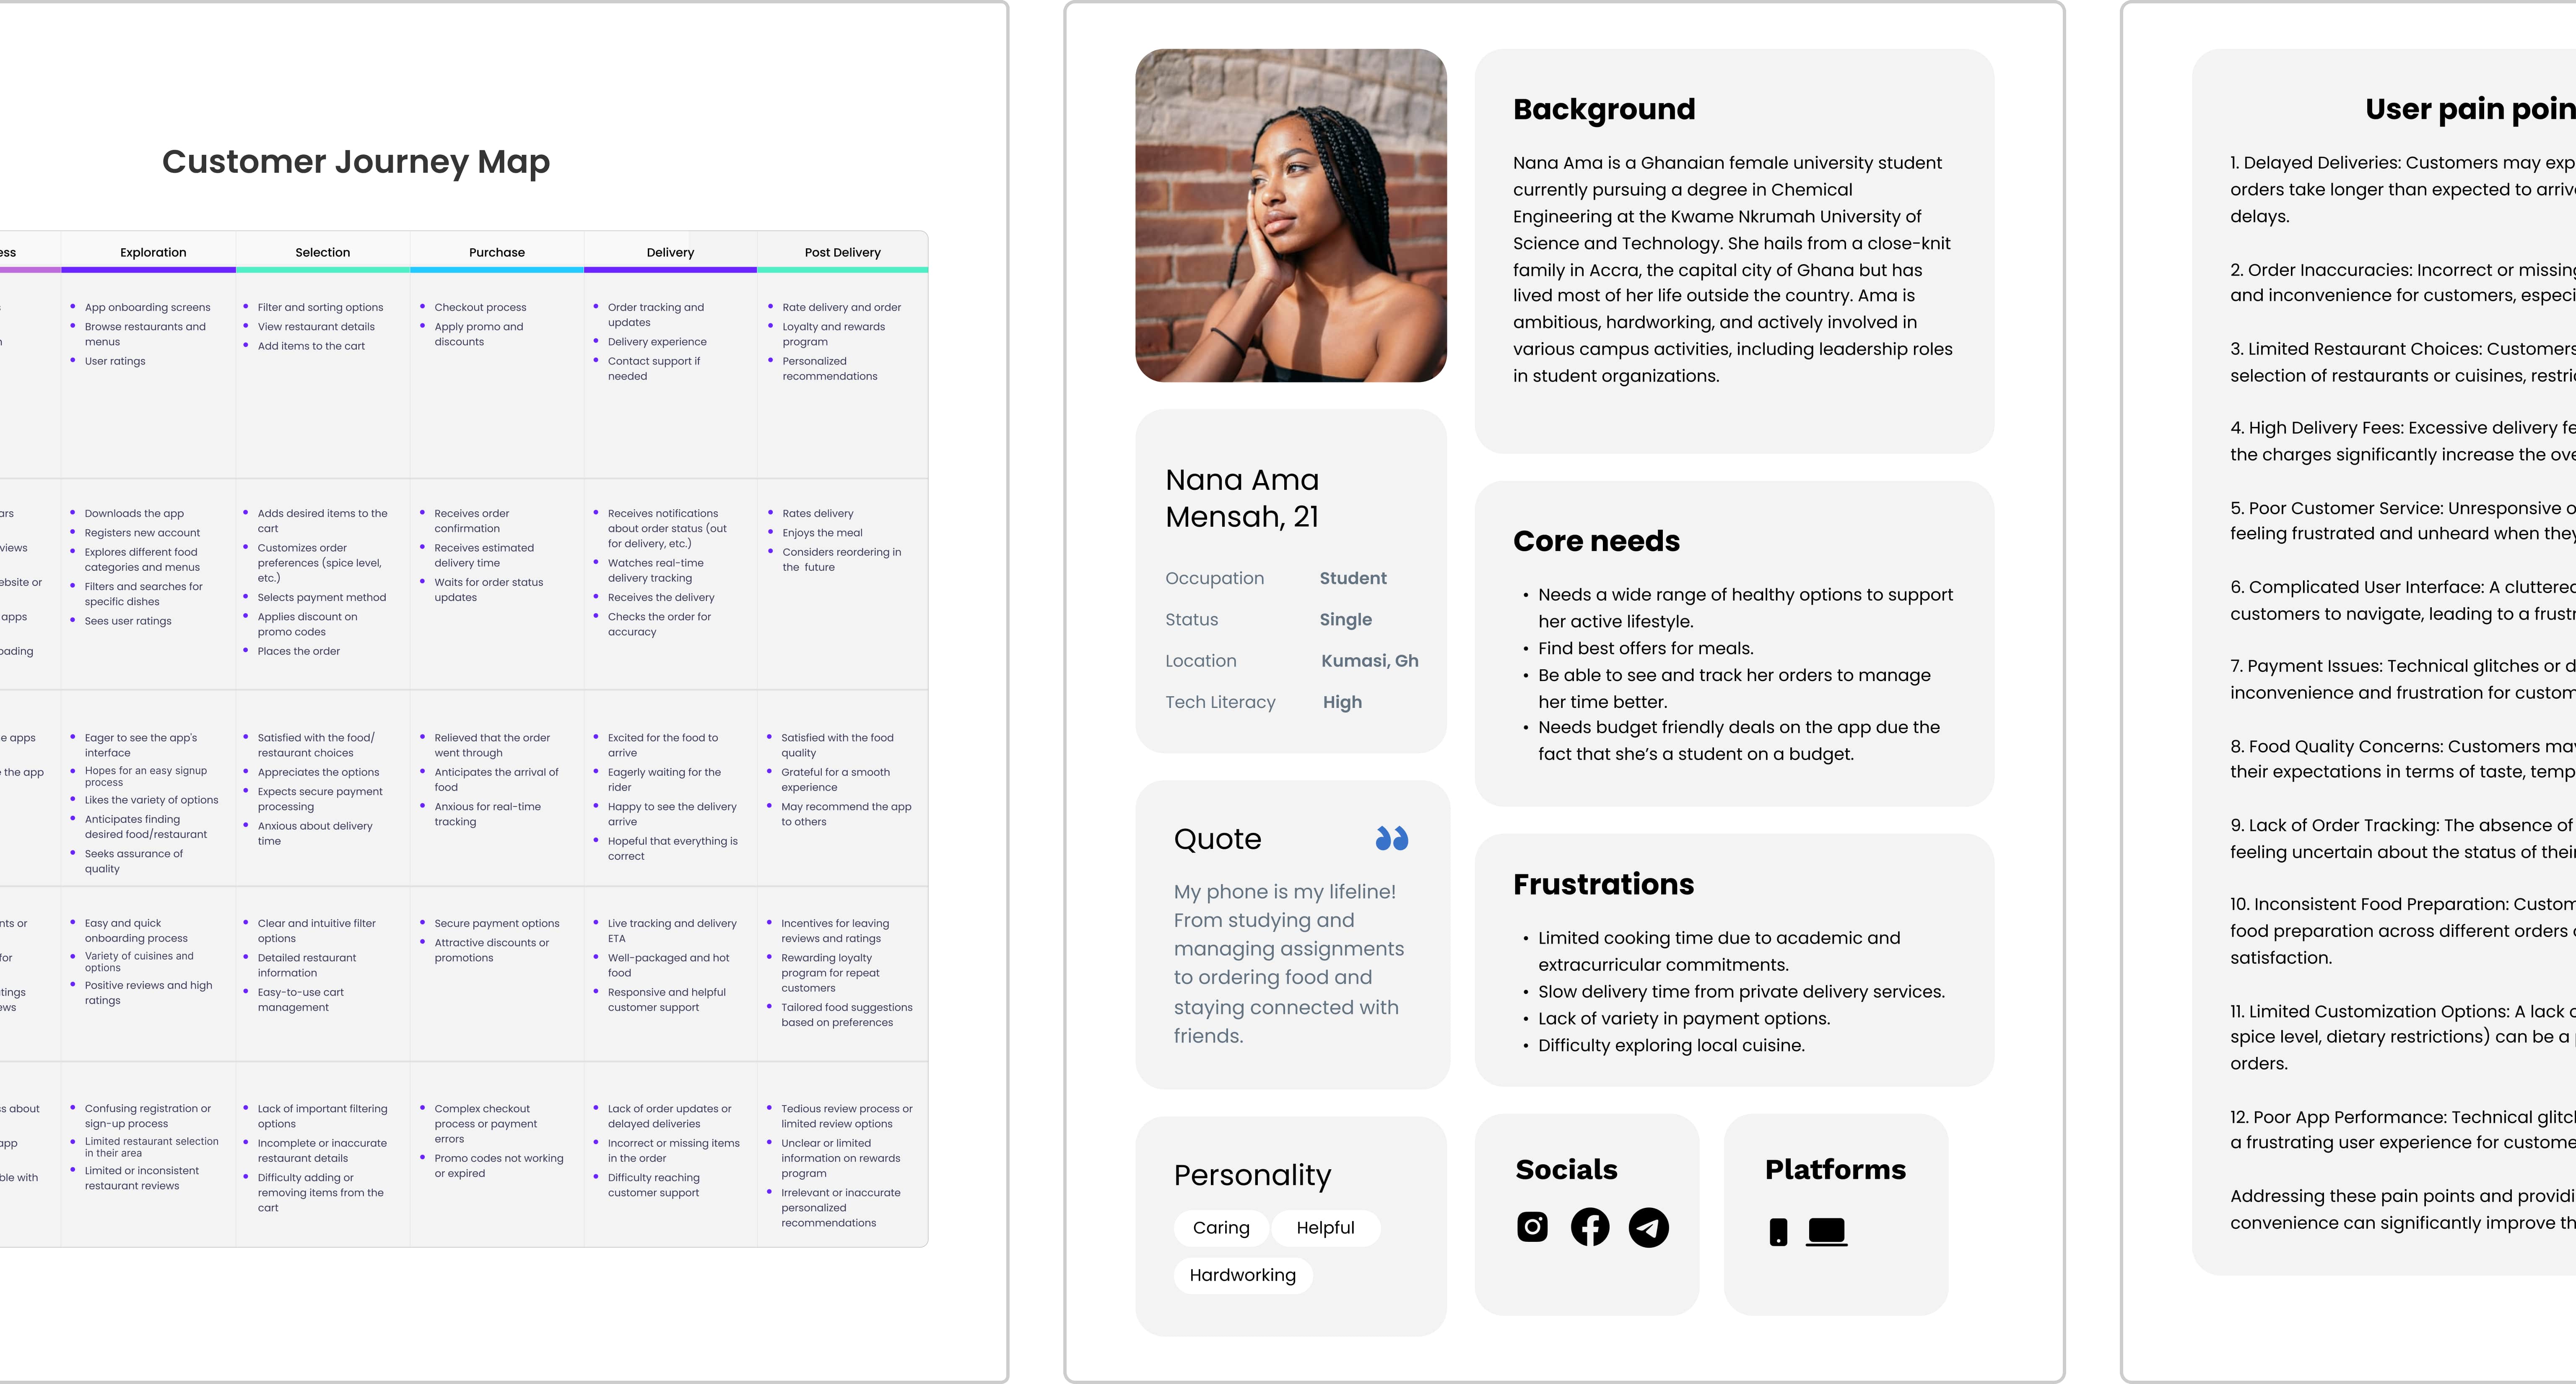 Customer Journey Map
ess
Exploration
Selection
Purchase
Delivery
Post Delivery
s
n
App onboarding screens
Browse restaurants and
menus
User ratings
Filter and sorting options
View restaurant details
Add items to the cart
Checkout process
Apply promo and
discounts
Order tracking and
updates
Delivery experience
Contact support if
needed
Rate delivery and order
Loyalty and rewards
program
Personalized
recommendations
ars
views
ebsite or
apps
oading
Downloads the app
Registers new account
Explores different food
categories and menus
Filters and searches for
specific dishes
Sees user ratings
Adds desired items to the
cart
Customizes order
preferences (spice level,
etc.)
Selects payment method
Applies discount on
promo codes
Places the order
Receives order
confirmation
Receives estimated
delivery time
Waits for order status
updates
Receives notifications
about order status (out
for delivery, etc.)
Watches real-time
delivery tracking
Receives the delivery
Checks the order for
accuracy
Rates delivery
Enjoys the meal
Considers reordering in
the future
e apps
the app
Eager to see the app's
interface
Hopes for an easy signup
process
Likes the variety of options
Anticipates finding
desired food/restaurant
Seeks assurance of
quality
Satisfied with the food/
restaurant choices
Appreciates the options
Expects secure payment
processing
Anxious about delivery
time
Relieved that the order
went through
Anticipates the arrival of
food
Anxious for real-time
tracking
Excited for the food to
arrive
Eagerly waiting for the
rider
Happy to see the delivery
arrive
Hopeful that everything is
correct
Satisfied with the food
quality
Grateful for a smooth
experience
May recommend the app
to others
nts or
for
atings
ews
Easy and quick
onboarding process
Variety of cuisines and
options
Positive reviews and high
ratings
Clear and intuitive filter
options
Detailed restaurant
information
Easy-to-use cart
management
Secure payment options
Attractive discounts or
promotions
Live tracking and delivery
ETA
Well-packaged and hot
food
Responsive and helpful
customer support
Incentives for leaving
reviews and ratings
Rewarding loyalty
program for repeat
customers
Tailored food suggestions
based on preferences
ss about
app
ble with
Confusing registration or
sign-up process
Limited restaurant selection
in their area
Limited or inconsistent
restaurant reviews
Lack of important filtering
options
Incomplete or inaccurate
restaurant details
Difficulty adding or
removing items from the
cart
Complex checkout
process or payment
errors
Promo codes not working
or expired
Lack of order updates or
delayed deliveries
Incorrect or missing items
in the order
Difficulty reaching
customer support
Tedious review process or
limited review options
Unclear or limited
information on rewards
program
Irrelevant or inaccurate
personalized
recommendations
Nana Ama
Mensah, 21
Occupation Student
Status Single
Location Kumasi, Gh
Tech Literacy High
Quote
My phone is my lifeline!
From studying and
managing assignments
to ordering food and
staying connected with
friends.
Personality
Caring Helpful
Hardworking
Background
Nana Ama is a Ghanaian female university student
currently pursuing a degree in Chemical
Engineering at the Kwame Nkrumah University of
Science and Technology. She hails from a close-knit
family in Accra, the capital city of Ghana but has
lived most of her life outside the country. Ama is
ambitious, hardworking, and actively involved in
various campus activities, including leadership roles
in student organizations.
Core needs
Needs a wide range of healthy options to support
her active lifestyle.
Find best offers for meals.
Be able to see and track her orders to manage
her time better.
Needs budget friendly deals on the app due the
fact that she's a student on a budget.
Frustrations
Limited cooking time due to academic and
extracurricular commitments.
Slow delivery time from private delivery services.
Lack of variety in payment options.
Difficulty exploring local cuisine.
Socials
Platforms
User pain poin
1. Delayed Deliveries: Customers may exp
orders take longer than expected to arriv
delays.
2. Order Inaccuracies: Incorrect or missing
and inconvenience for customers, especi
3. Limited Restaurant Choices: Customers
selection of restaurants or cuisines, restric
4. High Delivery Fees: Excessive delivery fe
the charges significantly increase the ove
5. Poor Customer Service: Unresponsive o
feeling frustrated and unheard when they
6. Complicated User Interface: A cluttered
customers to navigate, leading to a frustr
7. Payment Issues: Technical glitches or d
inconvenience and frustration for custom
8. Food Quality Concerns: Customers may
their expectations in terms of taste, temp
9. Lack of Order Tracking: The absence of
feeling uncertain about the status of their
10. Inconsistent Food Preparation: Custom
food preparation across different orders
satisfaction.
11. Limited Customization Options: A lack
spice level, dietary restrictions) can be a
orders.
12. Poor App Performance: Technical glitch
a frustrating user experience for custome
Addressing these pain points and providi
convenience can significantly improve th